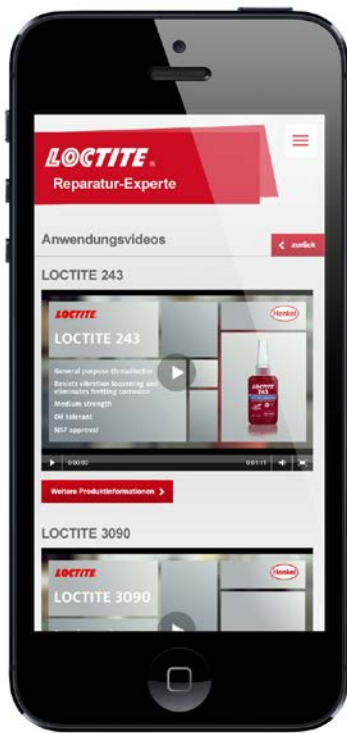 LOCTITE®
Reparatur-Experte
Anwendungsvideos
zurück
LOCTITE 243
LOCTITE
Henkel
LOCTITE 243
General purpose threadlocker
Resists vibration loosening and
eliminates fretting corrosion
Medium strength
Oil tolerant
NSF approval
LOCTITE
243
0:00:00
0:01:11
Weitere Produktinformationen
LOCTITE 3090
LOCTITE
Henkel
LOCTITE 3090